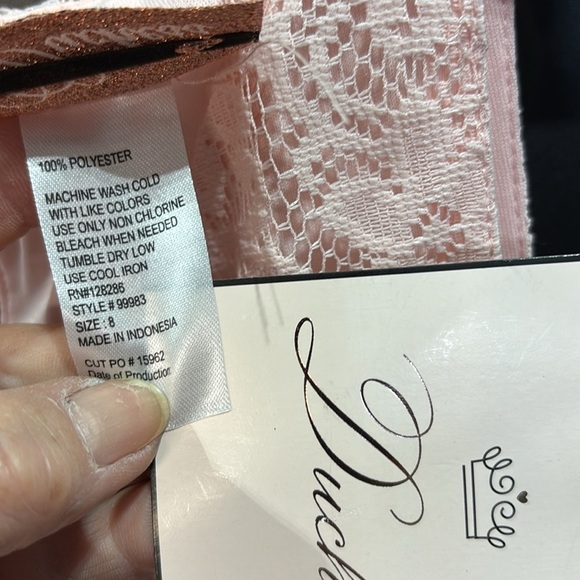 100% POLYESTER
MACHINE WASH COLD
WITH LIKE COLORS
USE ONLY NON CHLORINE
BLEACH WHEN NEEDED
TUMBLE DRY LOW
USE COOL IRON
RN#128286
STYLE # 99983
SIZE : 8
MADE IN INDONESIA
CUT PO # 15962
Date of Production
Duch